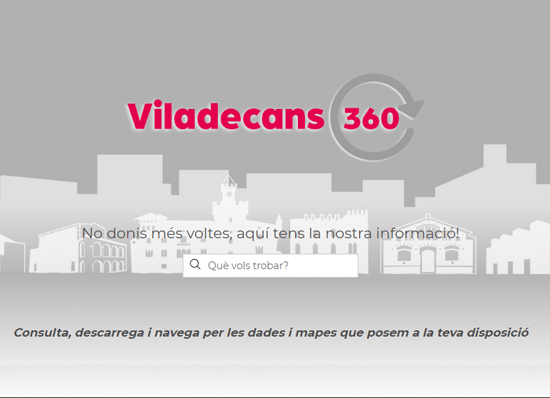 Viladecans 360
No donis més voltes, aquí tens la nostra informació!
Què vols trobar?
Consulta, descarrega i navega per les dades i mapes que posem a la teva disposició